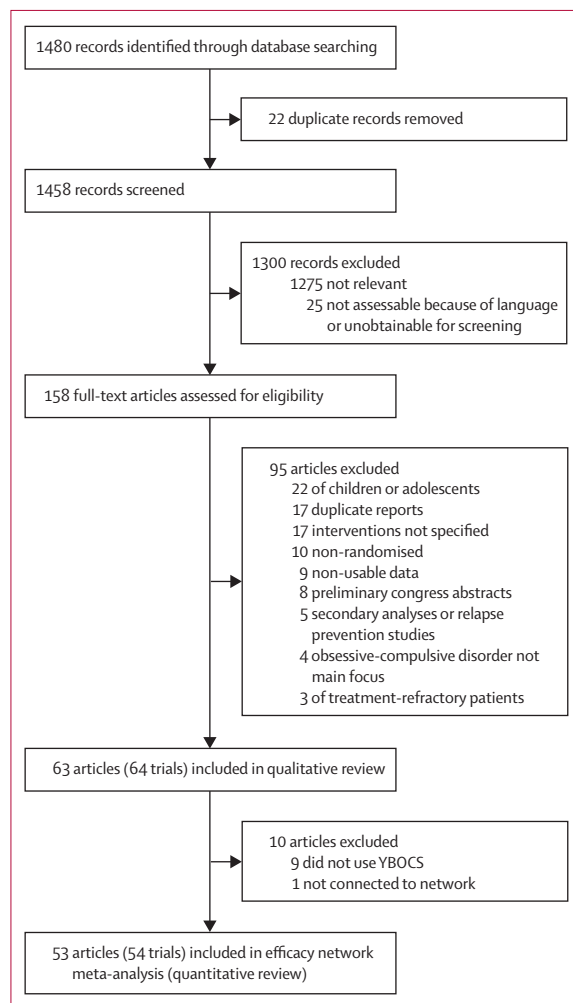 1480 records identified through database searching
22 duplicate records removed
1458 records screened
1300 records excluded
1275 not relevant
25 not assessable because of language
or unobtainable for screening
158 full-text articles assessed for eligibility
95 articles excluded
22 of children or adolescents
17 duplicate reports
17 interventions not specified
10 non-randomised
9 non-usable data
8 preliminary congress abstracts
5 secondary analyses or relapse
prevention studies
4 obsessive-compulsive disorder not
main focus
3 of treatment-refractory patients
63 articles (64 trials) included in qualitative review
10 articles excluded
9 did not use YBOCS
1 not connected to network
53 articles (54 trials) included in efficacy network
meta-analysis (quantitative review)